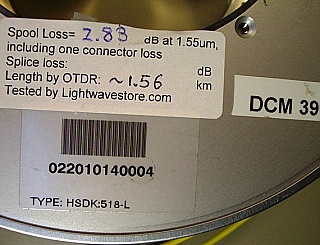 Spool Loss= 2.83 dB at 1.55um,
including one connector loss
Splice loss: dB
Length by OTDR: ~1.56 km
Tested by Lightwavestore.com
DCM 39
022010140004
TYPE: HSDK:518-L